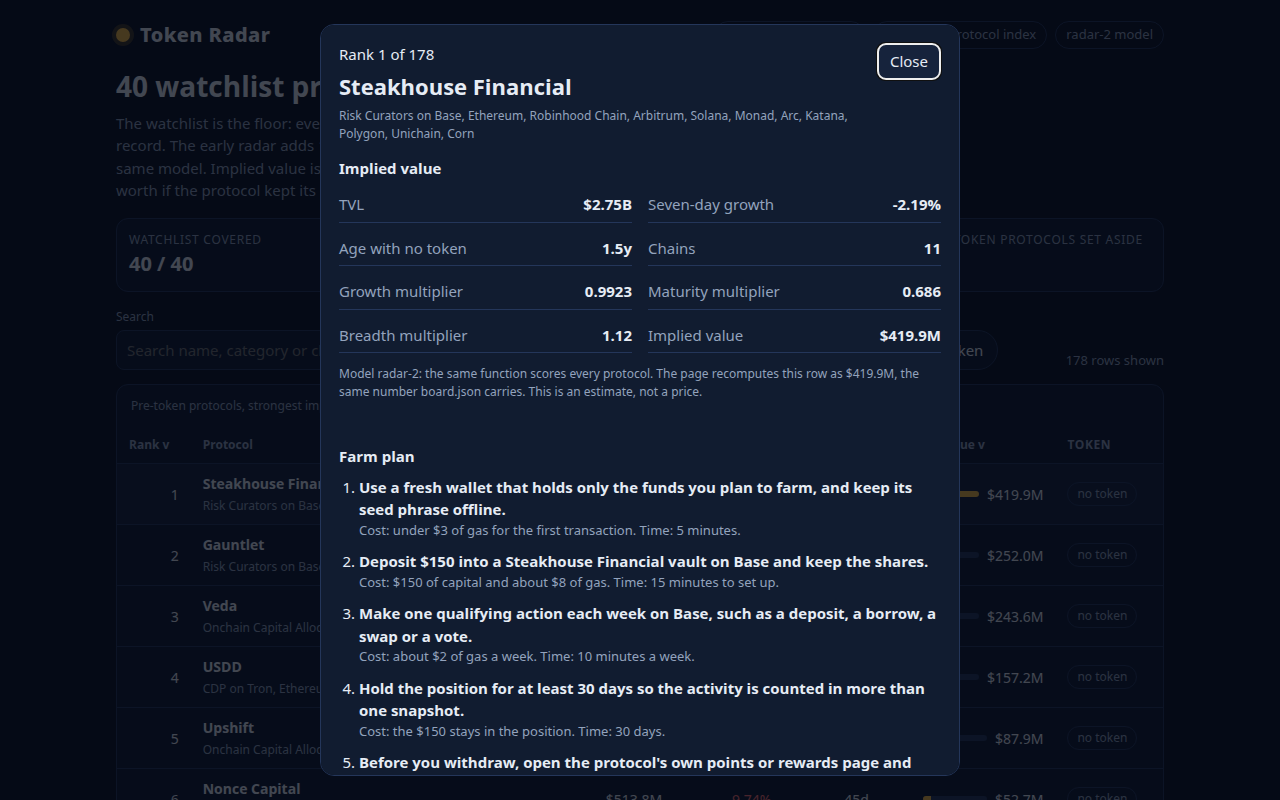 Token Radar
rotocol index
radar-2 model
40 watchlist pr
The watchlist is the floor: eve
record. The early radar adds
same model. Implied value is
worth if the protocol kept its
WATCHLIST COVERED
40 / 40
OKEN PROTOCOLS SET ASIDE
Search
Search name, category or c
ken
178 rows shown
Pre-token protocols, strongest im
Rank v
Protocol
ue v
TOKEN
1
Steakhouse Finan
Risk Curators on Base
$419.9M
no token
2
Gauntlet
Risk Curators on Base
$252.0M
no token
3
Veda
Onchain Capital Alloc
$243.6M
no token
4
USDD
CDP on Tron, Ethereu
$157.2M
no token
5
Upshift
Onchain Capital Alloc
$87.9M
no token
6
Nonce Capital
$513.8M
-9.74%
45d
$52.7M
no token
Rank 1 of 178
Close
Steakhouse Financial
Risk Curators on Base, Ethereum, Robinhood Chain, Arbitrum, Solana, Monad, Arc, Katana,
Polygon, Unichain, Corn
Implied value
TVL
$2.75B
Seven-day growth
-2.19%
Age with no token
1.5y
Chains
11
Growth multiplier
0.9923
Maturity multiplier
0.686
Breadth multiplier
1.12
Implied value
$419.9M
Model radar-2: the same function scores every protocol. The page recomputes this row as $419.9M, the
same number board.json carries. This is an estimate, not a price.
Farm plan
1. Use a fresh wallet that holds only the funds you plan to farm, and keep its
seed phrase offline.
Cost: under $3 of gas for the first transaction. Time: 5 minutes.
2. Deposit $150 into a Steakhouse Financial vault on Base and keep the shares.
Cost: $150 of capital and about $8 of gas. Time: 15 minutes to set up.
3. Make one qualifying action each week on Base, such as a deposit, a borrow, a
swap or a vote.
Cost: about $2 of gas a week. Time: 10 minutes a week.
4. Hold the position for at least 30 days so the activity is counted in more than
one snapshot.
Cost: the $150 stays in the position. Time: 30 days.
5. Before you withdraw, open the protocol's own points or rewards page and